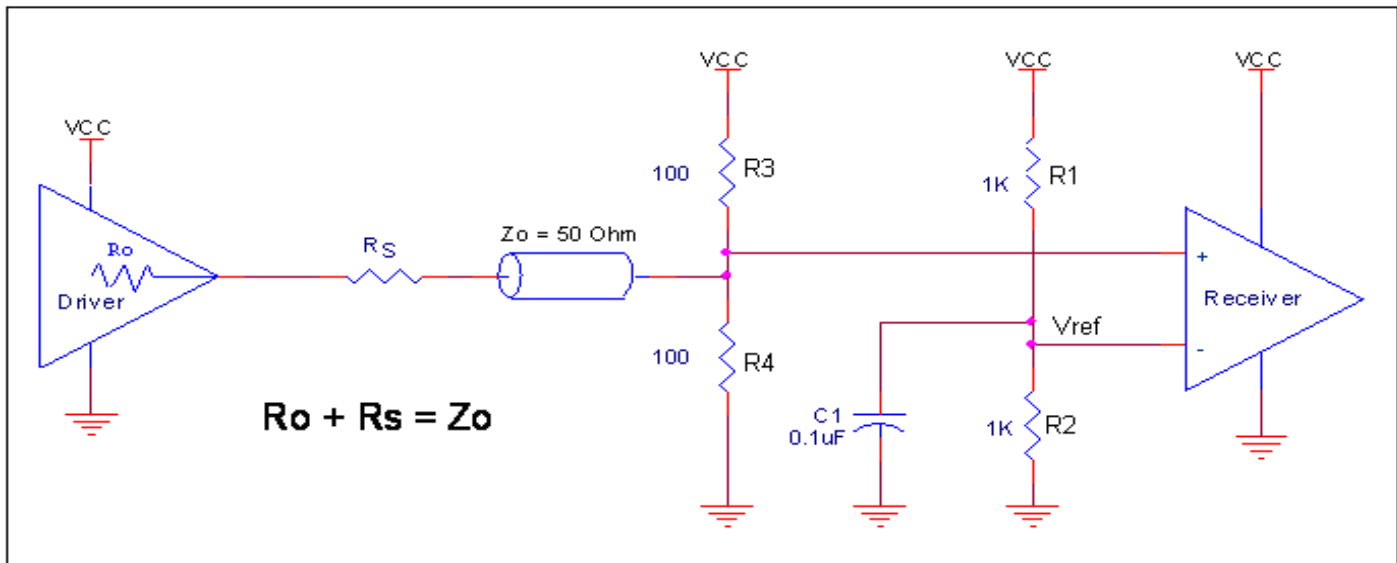 VCC
VCC
VCC
VCC
R3
100
R1
1K
Ro
RS
Zo = 50 Ohm
+
Driver
Receiver
Vref
-
100
R4
Ro + Rs = Zo
C1
0.1uF
1K
R2